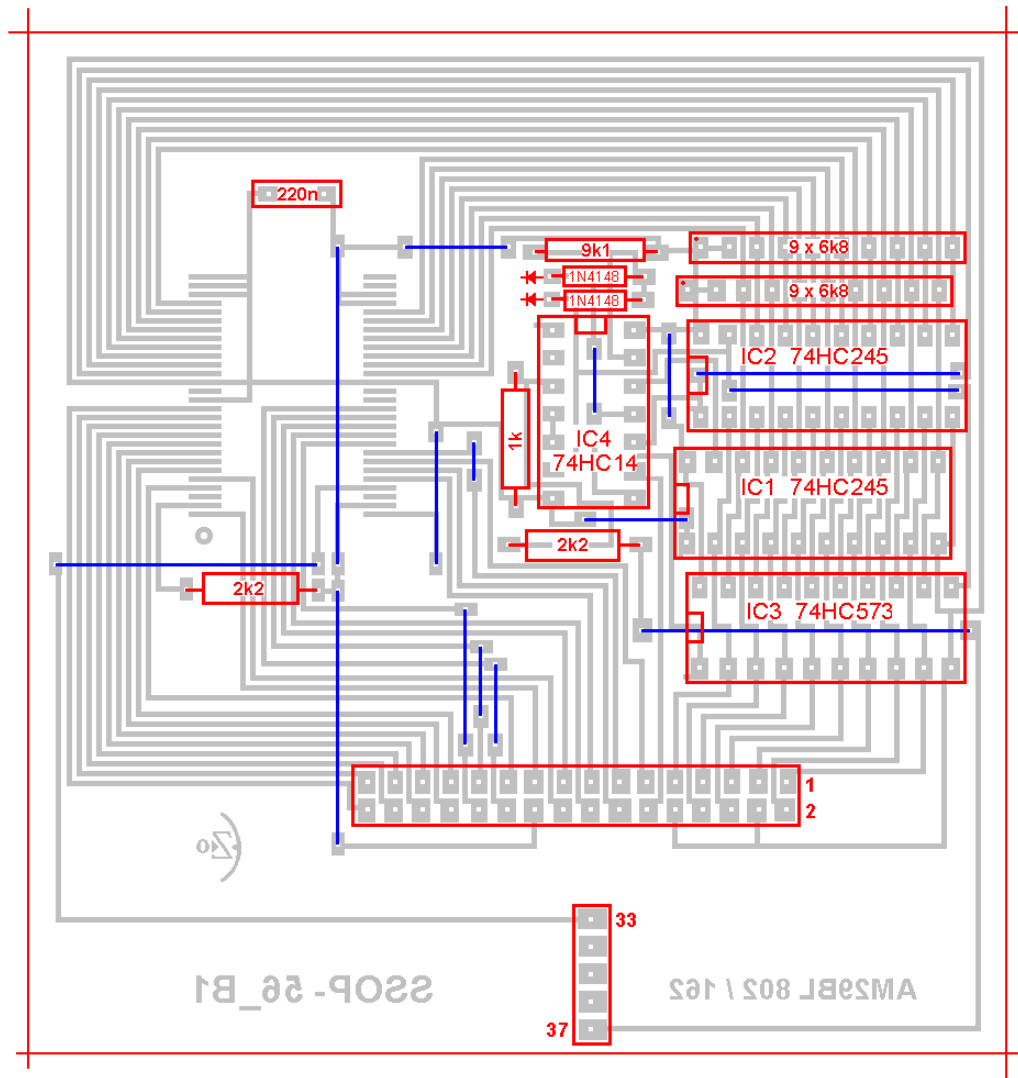 220n
9k1
9 x 6k8
1N4148
9 x 6k8
1N4148
IC2 74HC245
1k
IC4
74HC14
IC1 74HC245
2k2
2k2
IC3 74HC573
1
2
33
SSOP- 56_B1
AM29BL 802 / 162
37